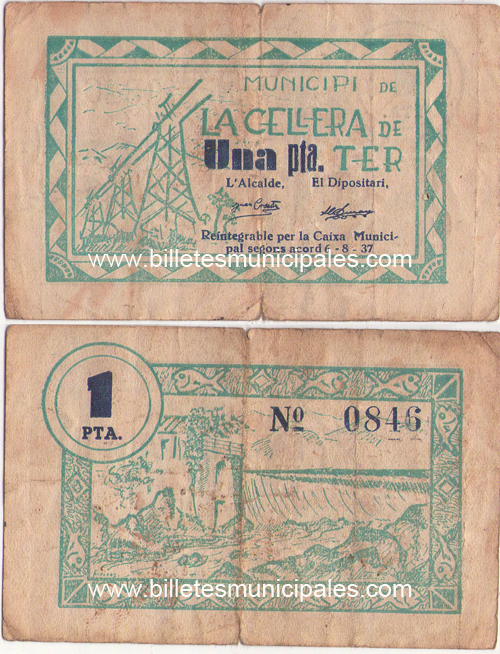 MUNICIPI DE
LA CELLERA DE
Una pta. TER
L'Alcalde, El Dipositari,
Reintegrable per la Caixa Munici-
pal segons acord 6 - 8 - 37
www.billetesmunicipales.com
1
PTA.
Nº 0846
www.billetesmunicipales.com